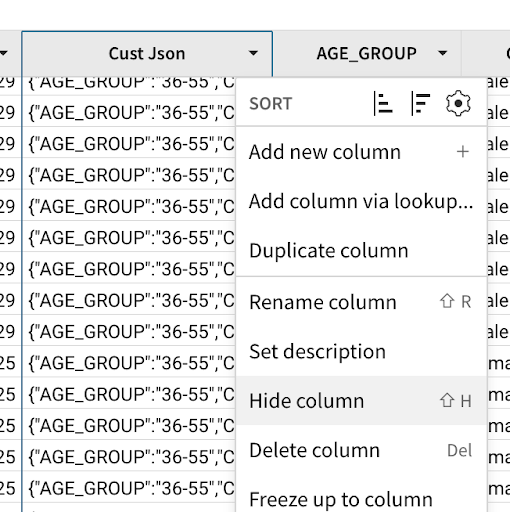 Cust Json AGE_GROUP
29 {"AGE_GROUP":"36-55","C ale
SORT
29 {"AGE_GROUP":"36-55","C ale
29 {"AGE_GROUP":"36-55","C ale
Add new column +
29 {"AGE_GROUP":"36-55","C ale
29 {"AGE_GROUP":"36-55","C ale
Add column via lookup...
29 {"AGE_GROUP":"36-55","C ale
Duplicate column
29 {"AGE_GROUP":"36-55","C ale
29 {"AGE_GROUP":"36-55","C ale
Rename column ⇧ R
29 {"AGE_GROUP":"36-55","C ale
25 {"AGE_GROUP":"36-55","C ma
Set description
25 {"AGE_GROUP":"36-55","C ma
Hide column ⇧ H
25 {"AGE_GROUP":"36-55","C ma
25 {"AGE_GROUP":"36-55","C ma
Delete column Del
25 {"AGE_GROUP":"36-55","C ma
Freeze up to column